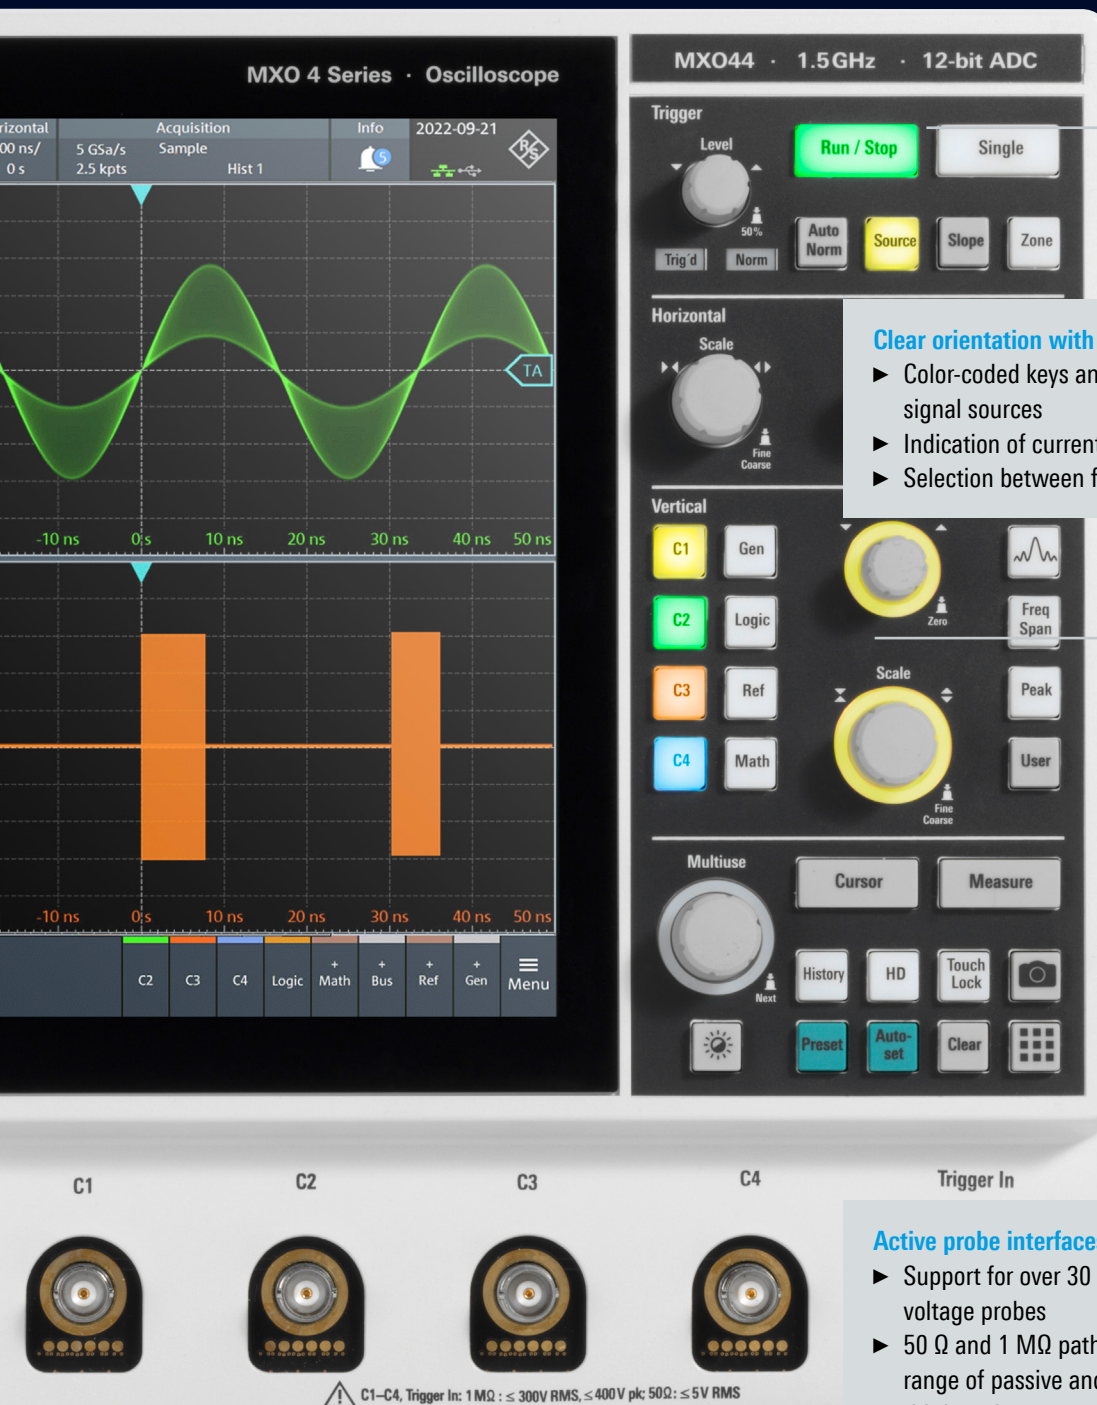 MXO 4 Series · Oscilloscope
MXO44 · 1.5 GHz · 12-bit ADC
Acquisition
Info
2022-09-21
00 ns/
0 s
5 GSa/s
Sample
2.5 kpts
Hist 1
5
R&S
TA
-10 ns 0 s 10 ns 20 ns 30 ns 40 ns 50 ns
-10 ns 0 s 10 ns 20 ns 30 ns 40 ns 50 ns
C2
C3
C4
Logic
+ Math
+ Bus
+ Ref
+ Gen
Menu
Trigger
Level
50 %
Run / Stop
Single
Trig'd
Norm
Auto
Norm
Source
Slope
Zone
Horizontal
Scale
Fine
Coarse
Clear orientation with
► Color-coded keys
signal sources
► Indication of
► Selection between
Vertical
C1
Gen
C2
Logic
C3
Ref
C4
Math
Zero
Freq
Span
Scale
Peak
User
Fine
Coarse
Multiuse
Next
Cursor
Measure
History
HD
Touch
Lock
Preset
Auto-
set
Clear
C1
C2
C3
C4
Trigger In
Active probe interface
► Support for over 30
voltage probes
► 50 Ω and 1 MΩ
range of passive
C1–C4, Trigger In: 1 MΩ : ≤ 300V RMS, ≤ 400 V pk; 50Ω: ≤ 5 V RMS